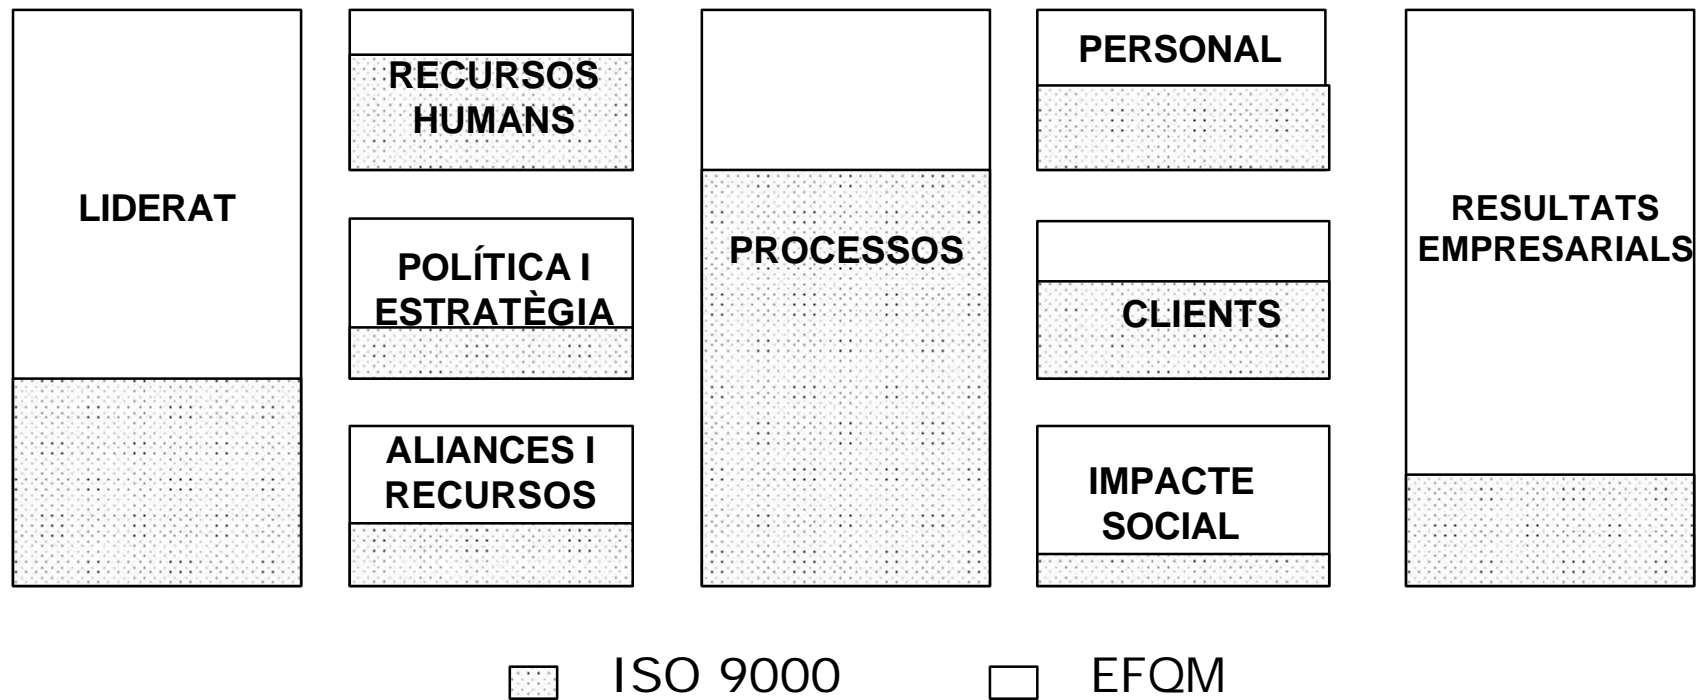 LIDERAT
RECURSOS
HUMANS
POLÍTICA I
ESTRATÈGIA
ALIANCES I
RECURSOS
PROCESSOS
PERSONAL
CLIENTS
IMPACTE
SOCIAL
RESULTATS
EMPRESARIALS
ISO 9000
EFQM